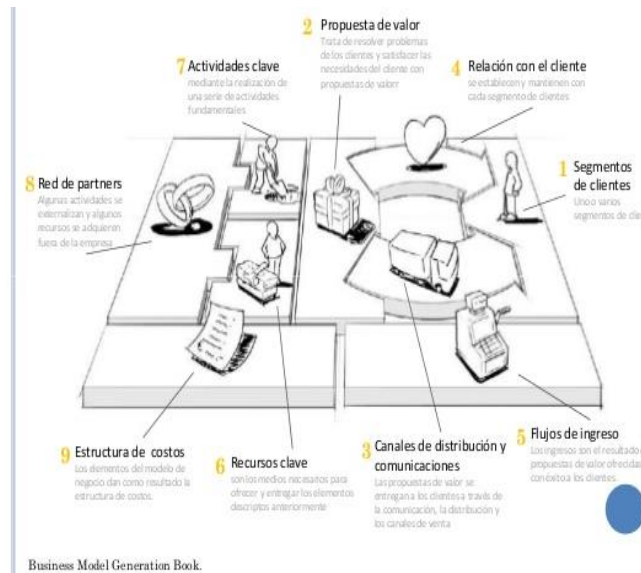 2 Propuesta de valor
Trata de resolver problemas
de los clientes y satisfacer las
necesidades del cliente con
propuestas de valorr
7 Actividades clave
mediante la realización de
una serie de actividades
fundamentales
4 Relación con el cliente
se establecen y mantienen con
cada segmento de clientes
1 Segmentos
de clientes
Uno o varios
segmentos de clie
8 Red de partners
Algunas actividades se
externalizan y algunos
recursos se adquieren
fuera de la empresa
9 Estructura de costos
Los elementos del modelo de
negocio dan como resultado la
estructura de costos.
6 Recursos clave
son los medios necesarios para
ofrecer y entregar los elementos
descriptos anteriormente
3 Canales de distribución y
comunicaciones
Las propuestas de valor se
entregan a los clientes a través de
la comunicación, la distribución y
los canales de venta
5 Flujos de ingreso
Los ingresos son el resultado
propuestas de valor ofrecidas
con éxito a los clientes.
Business Model Generation Book.